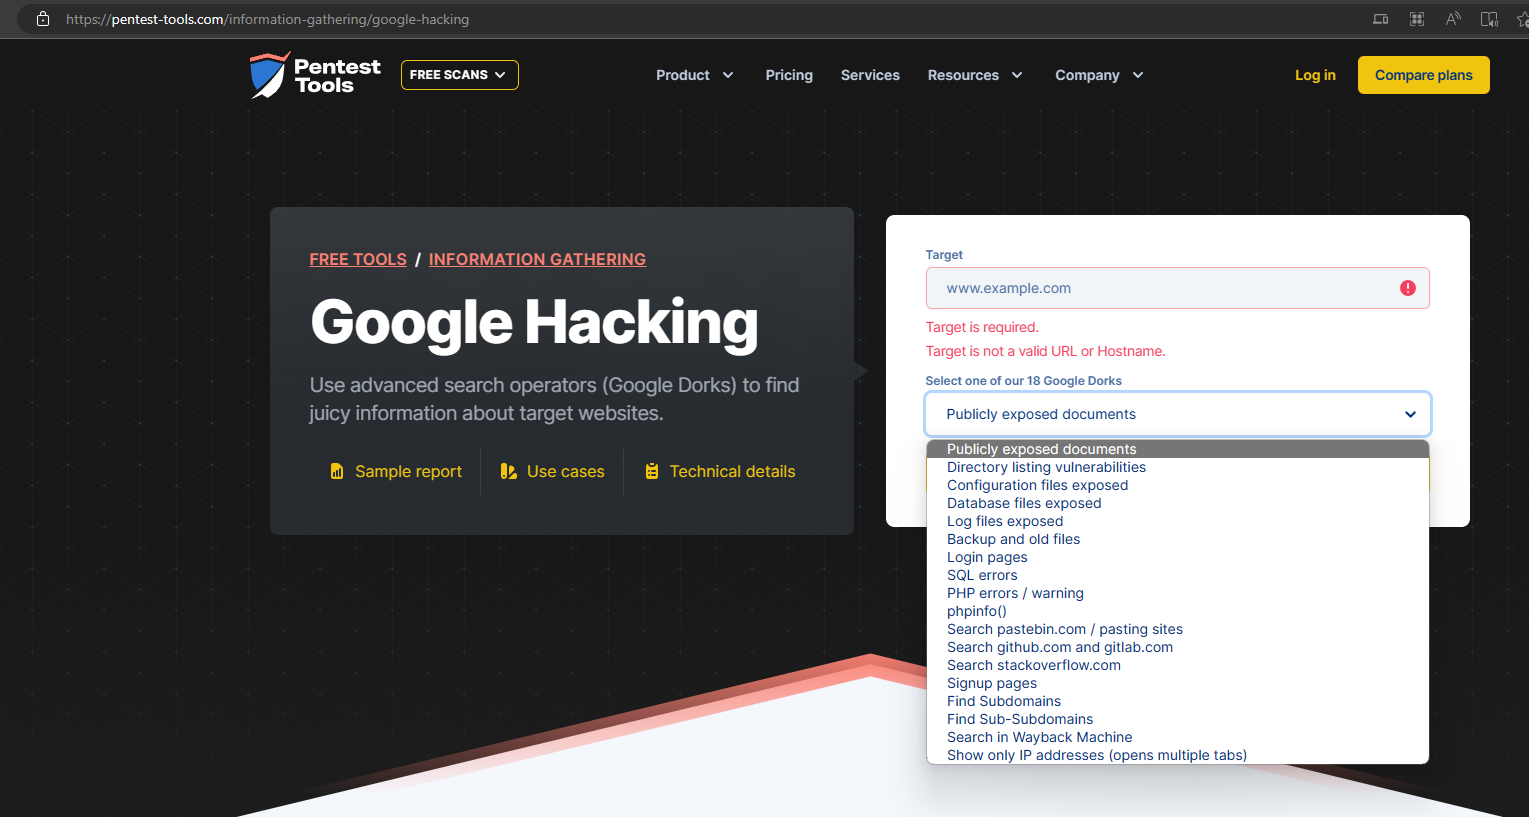 https://pentest-tools.com/information-gathering/google-hacking
Pentest
Tools
FREE SCANS
Product
Pricing
Services
Resources
Company
Log in
Compare plans
FREE TOOLS / INFORMATION GATHERING
Google Hacking
Use advanced search operators (Google Dorks) to find
juicy information about target websites.
Sample report
Use cases
Technical details
Target
www.example.com
Target is required.
Target is not a valid URL or Hostname.
Select one of our 18 Google Dorks
Publicly exposed documents
Publicly exposed documents
Directory listing vulnerabilities
Configuration files exposed
Database files exposed
Log files exposed
Backup and old files
Login pages
SQL errors
PHP errors / warning
phpinfo()
Search pastebin.com / pasting sites
Search github.com and gitlab.com
Search stackoverflow.com
Signup pages
Find Subdomains
Find Sub-Subdomains
Search in Wayback Machine
Show only IP addresses (opens multiple tabs)